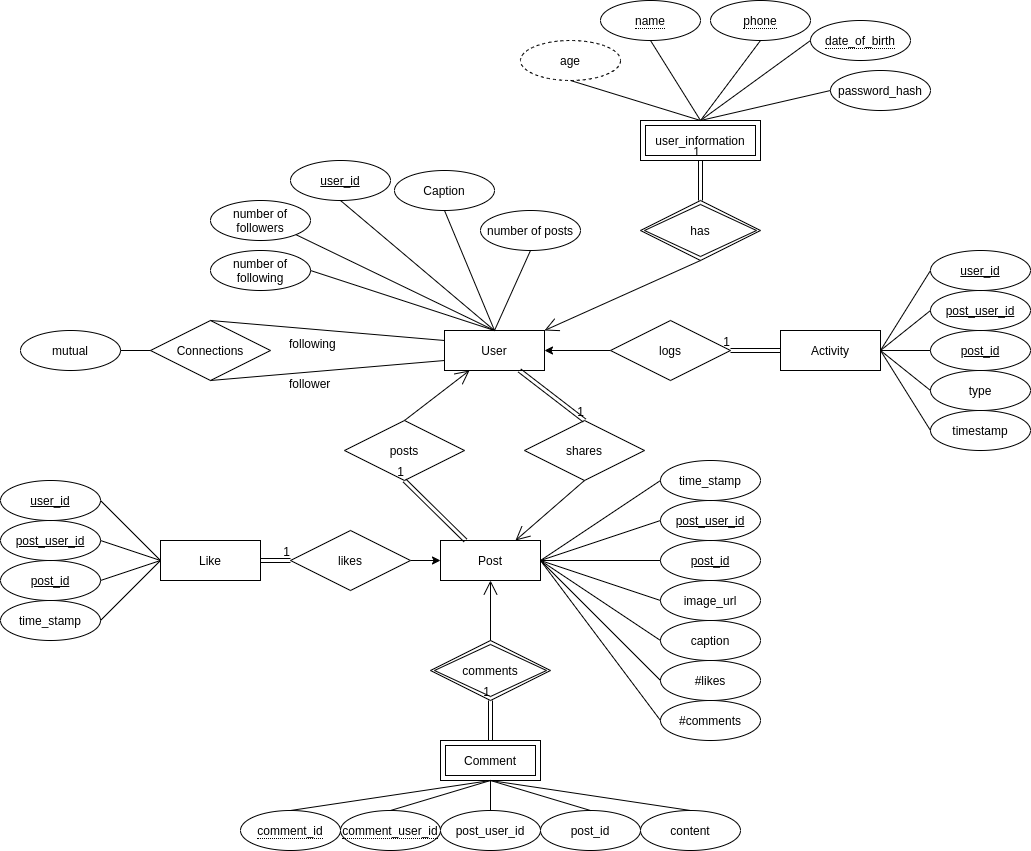 name
phone
date_of_birth
age
password_hash
user_information
1
user_id
Caption
number of
followers
number of posts
has
number of
following
user_id
post_user_id
mutual
Connections
following
User
logs
1
Activity
post_id
follower
type
1
timestamp
posts
shares
1
time_stamp
user_id
post_user_id
post_user_id
1
Like
likes
Post
post_id
post_id
image_url
time_stamp
caption
comments
#likes
1
#comments
Comment
comment_id
comment_user_id
post_user_id
post_id
content